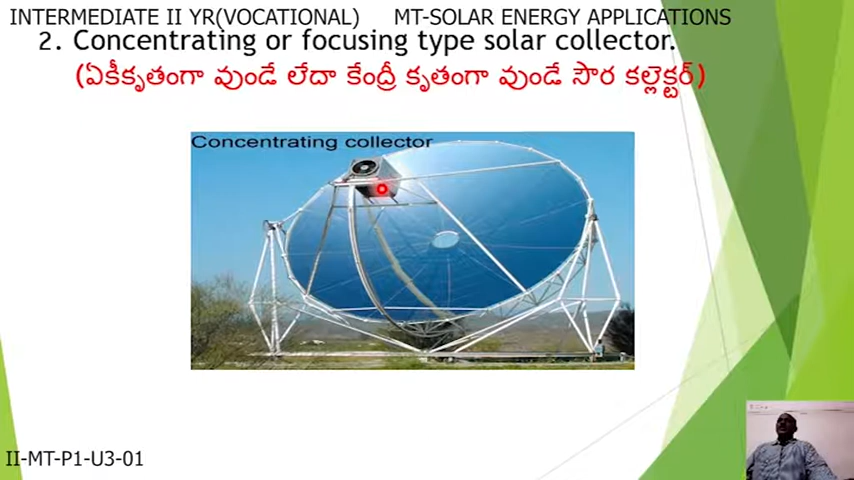 INTERMEDIATE II YR(VOCATIONAL) MT-SOLAR ENERGY APPLICATIONS
2. Concentrating or focusing type solar collector.
(ఏకీకృతంగా వుండే లేదా కేంద్రీ కృతంగా వుండే సౌర కల్లెక్టర్)
Concentrating collector
II-MT-P1-U3-01